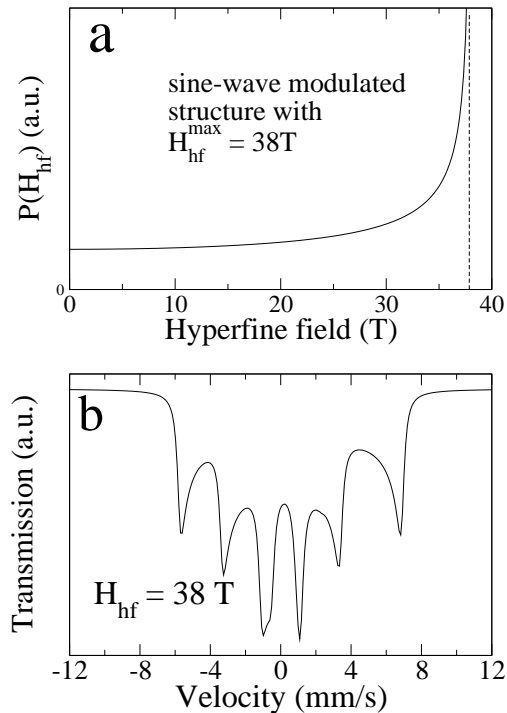 a
sine-wave modulated
structure with
H_hf^max = 38T
P(H_hf) (a.u.)
0
0 10 20 30 40
Hyperfine field (T)
b
Transmission (a.u.)
H_hf = 38 T
-12 -8 -4 0 4 8 12
Velocity (mm/s)